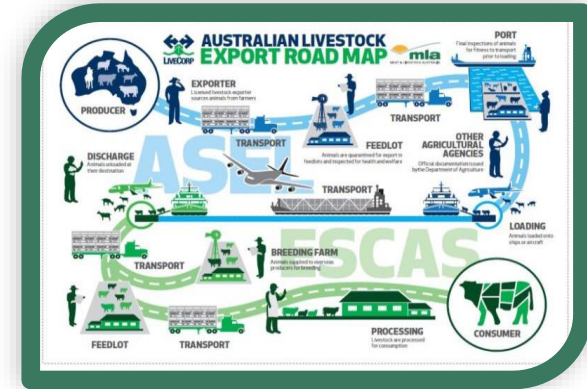 LIVECORP
AUSTRALIAN LIVESTOCK
EXPORT ROAD MAP
mla
MEAT & LIVESTOCK AUSTRALIA
PRODUCER
EXPORTER
Licensed livestock exporter
sources animals from farmers
TRANSPORT
FEEDLOT
Animals are quarantined for export in
feedlots and inspected for health and welfare
TRANSPORT
PORT
Final inspections of animals
for fitness to transport
prior to loading
OTHER
AGRICULTURAL
AGENCIES
Official documentation issued
by the Department of Agriculture
LOADING
Animals loaded onto
ships or aircraft
ASEL
TRANSPORT
DISCHARGE
Animals unloaded at
their destination
ESCAS
TRANSPORT
BREEDING FARM
Animals supplied to overseas
producers for breeding
FEEDLOT
TRANSPORT
PROCESSING
Livestock are processed
for consumption
CONSUMER